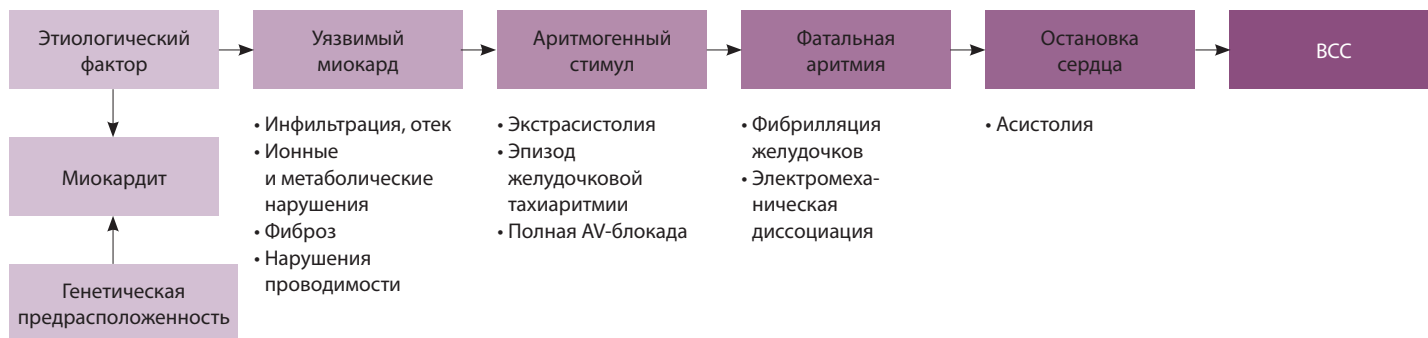 Этиологический
фактор
Уязвимый
миокард
Аритмогенный
стимул
Фатальная
аритмия
Остановка
сердца
ВСС
Миокардит
Генетическая
предрасположенность
• Инфильтрация, отек
• Ионные
и метаболические
нарушения
• Фиброз
• Нарушения
проводимости
• Экстрасистолия
• Эпизод
желудочковой
тахиаритмии
• Полная AV-блокада
• Фибрилляция
желудочков
• Электромеха-
ническая
диссоциация
• Асистолия